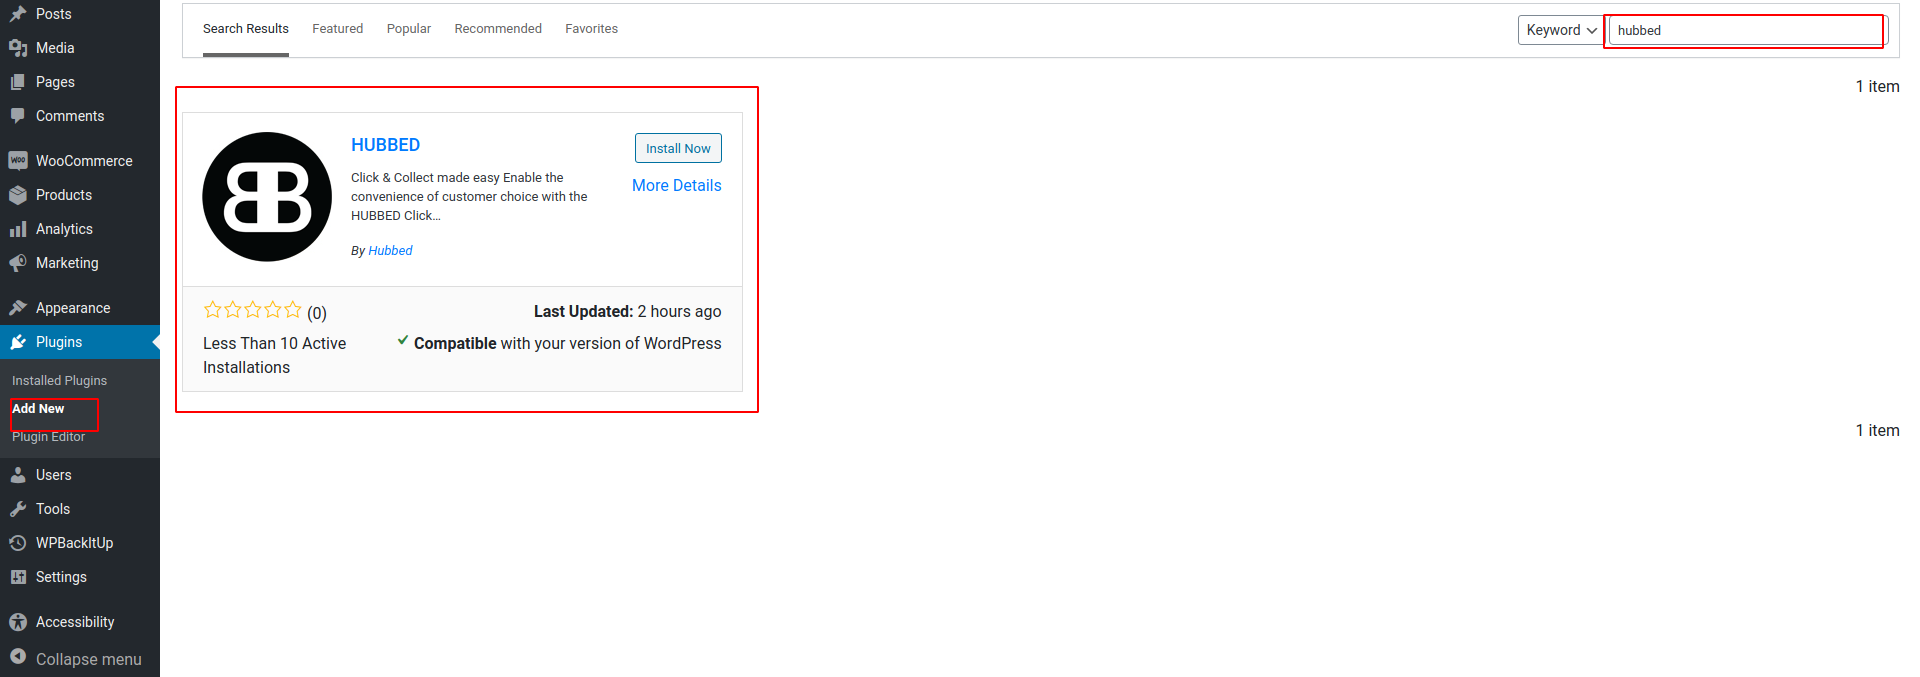 Posts
Media
Pages
Comments
WooCommerce
Products
Analytics
Marketing
Appearance
Plugins
Installed Plugins
Add New
Plugin Editor
Users
Tools
WPBackItUp
Settings
Accessibility
Collapse menu
Search Results
Featured
Popular
Recommended
Favorites
Keyword
hubbed
1 item
HUBBED
Install Now
More Details
Click & Collect made easy Enable the
convenience of customer choice with the
HUBBED Click…
By Hubbed
(0)
Last Updated: 2 hours ago
Less Than 10 Active
Installations
Compatible with your version of WordPress
1 item